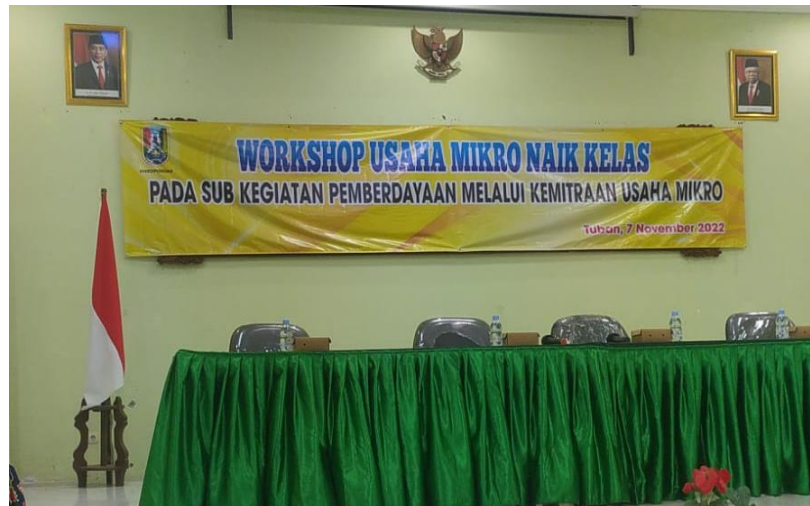 WORKSHOP USAHA MIKRO NAIK KELAS
PADA SUB KEGIATAN PEMBERDAYAAN MELALUI KEMITRAAN USAHA MIKRO
Tuban, 7 November 2022